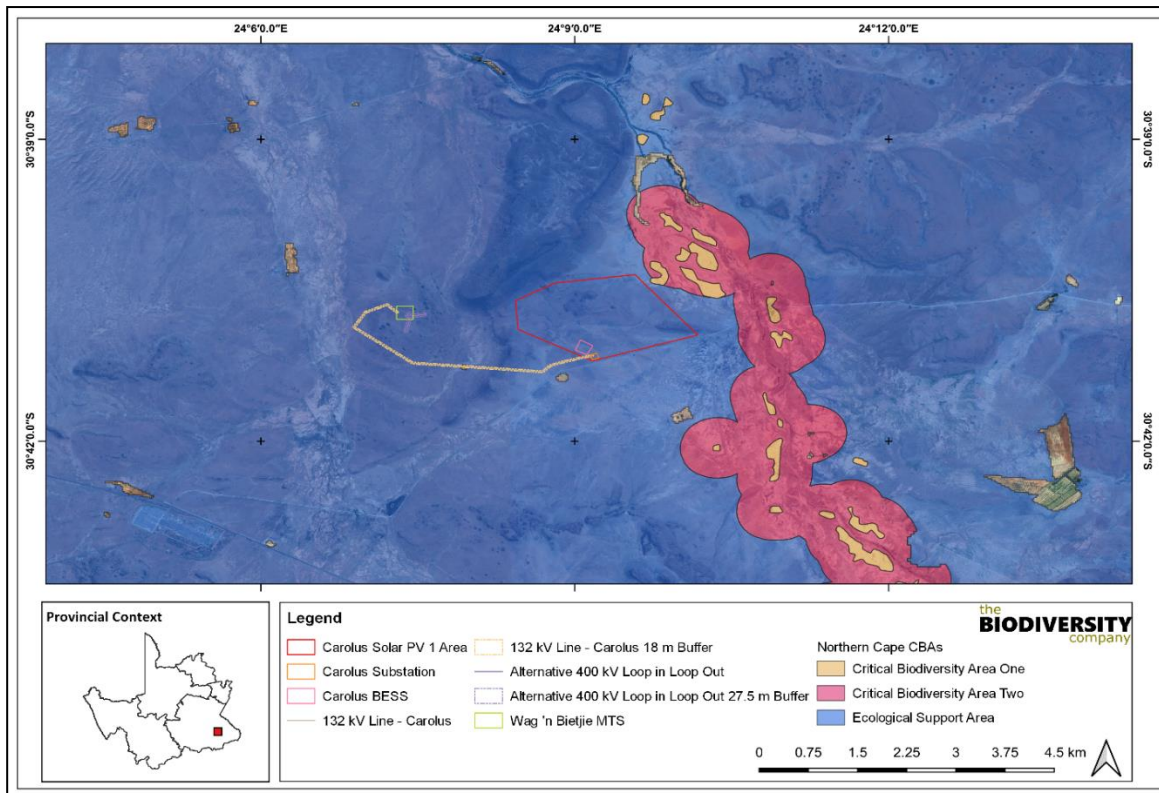 24°6'0.0"E
24°9'0.0"E
24°12'0.0"E
30°39'0.0"S
30°39'0.0"S
30°42'0.0"S
30°42'0.0"S
Provincial Context
Legend
Carolus Solar PV 1 Area
Carolus Substation
Carolus BESS
132 kV Line - Carolus
132 kV Line - Carolus 18 m Buffer
Alternative 400 kV Loop in Loop Out
Alternative 400 kV Loop in Loop Out 27.5 m Buffer
Wag 'n Bietjie MTS
the
BIODIVERSITY
company
Northern Cape CBAs
Critical Biodiversity Area One
Critical Biodiversity Area Two
Ecological Support Area
0 0.75 1.5 2.25 3 3.75 4.5 km